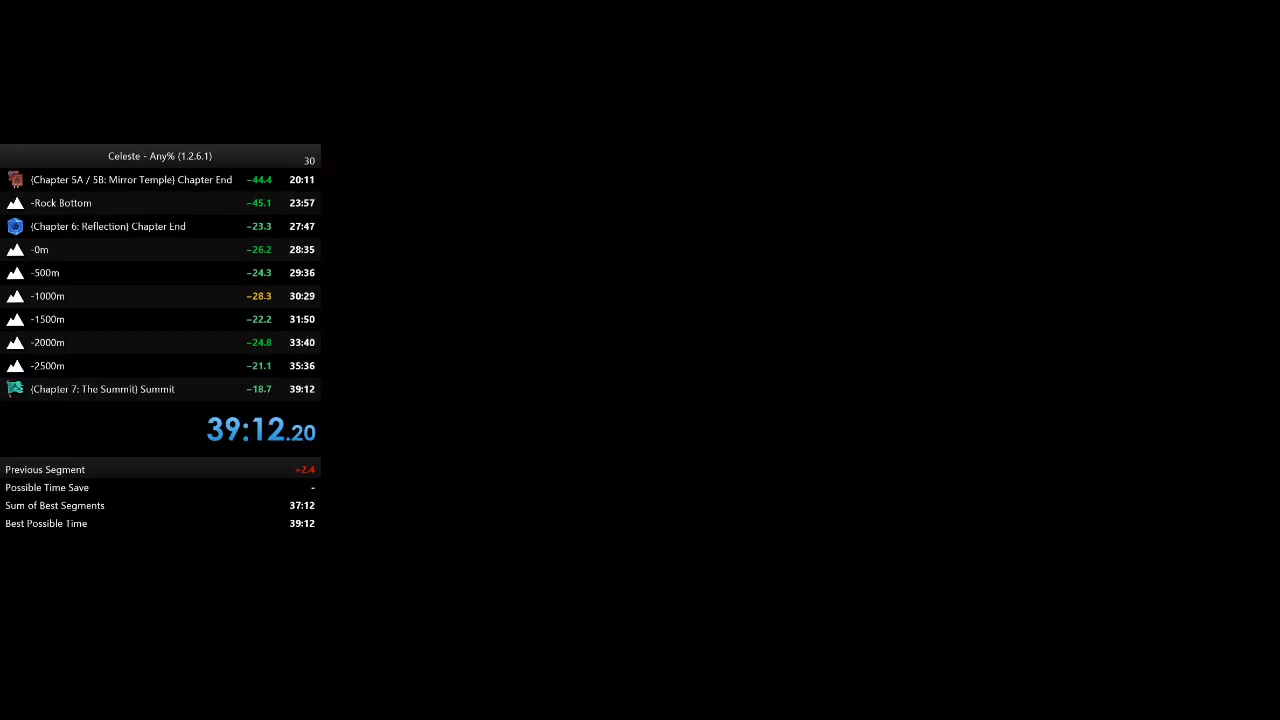 Celeste - Any% (1.2.6.1)
30
{Chapter 5A / 5B: Mirror Temple} Chapter End −44.4 20:11
-Rock Bottom −45.1 23:57
{Chapter 6: Reflection} Chapter End −23.3 27:47
-0m −26.2 28:35
-500m −24.3 29:36
-1000m −28.3 30:29
-1500m −22.2 31:50
-2000m −24.8 33:40
-2500m −21.1 35:36
{Chapter 7: The Summit} Summit −18.7 39:12
39:12.20
Previous Segment +2.4
Possible Time Save -
Sum of Best Segments 37:12
Best Possible Time 39:12